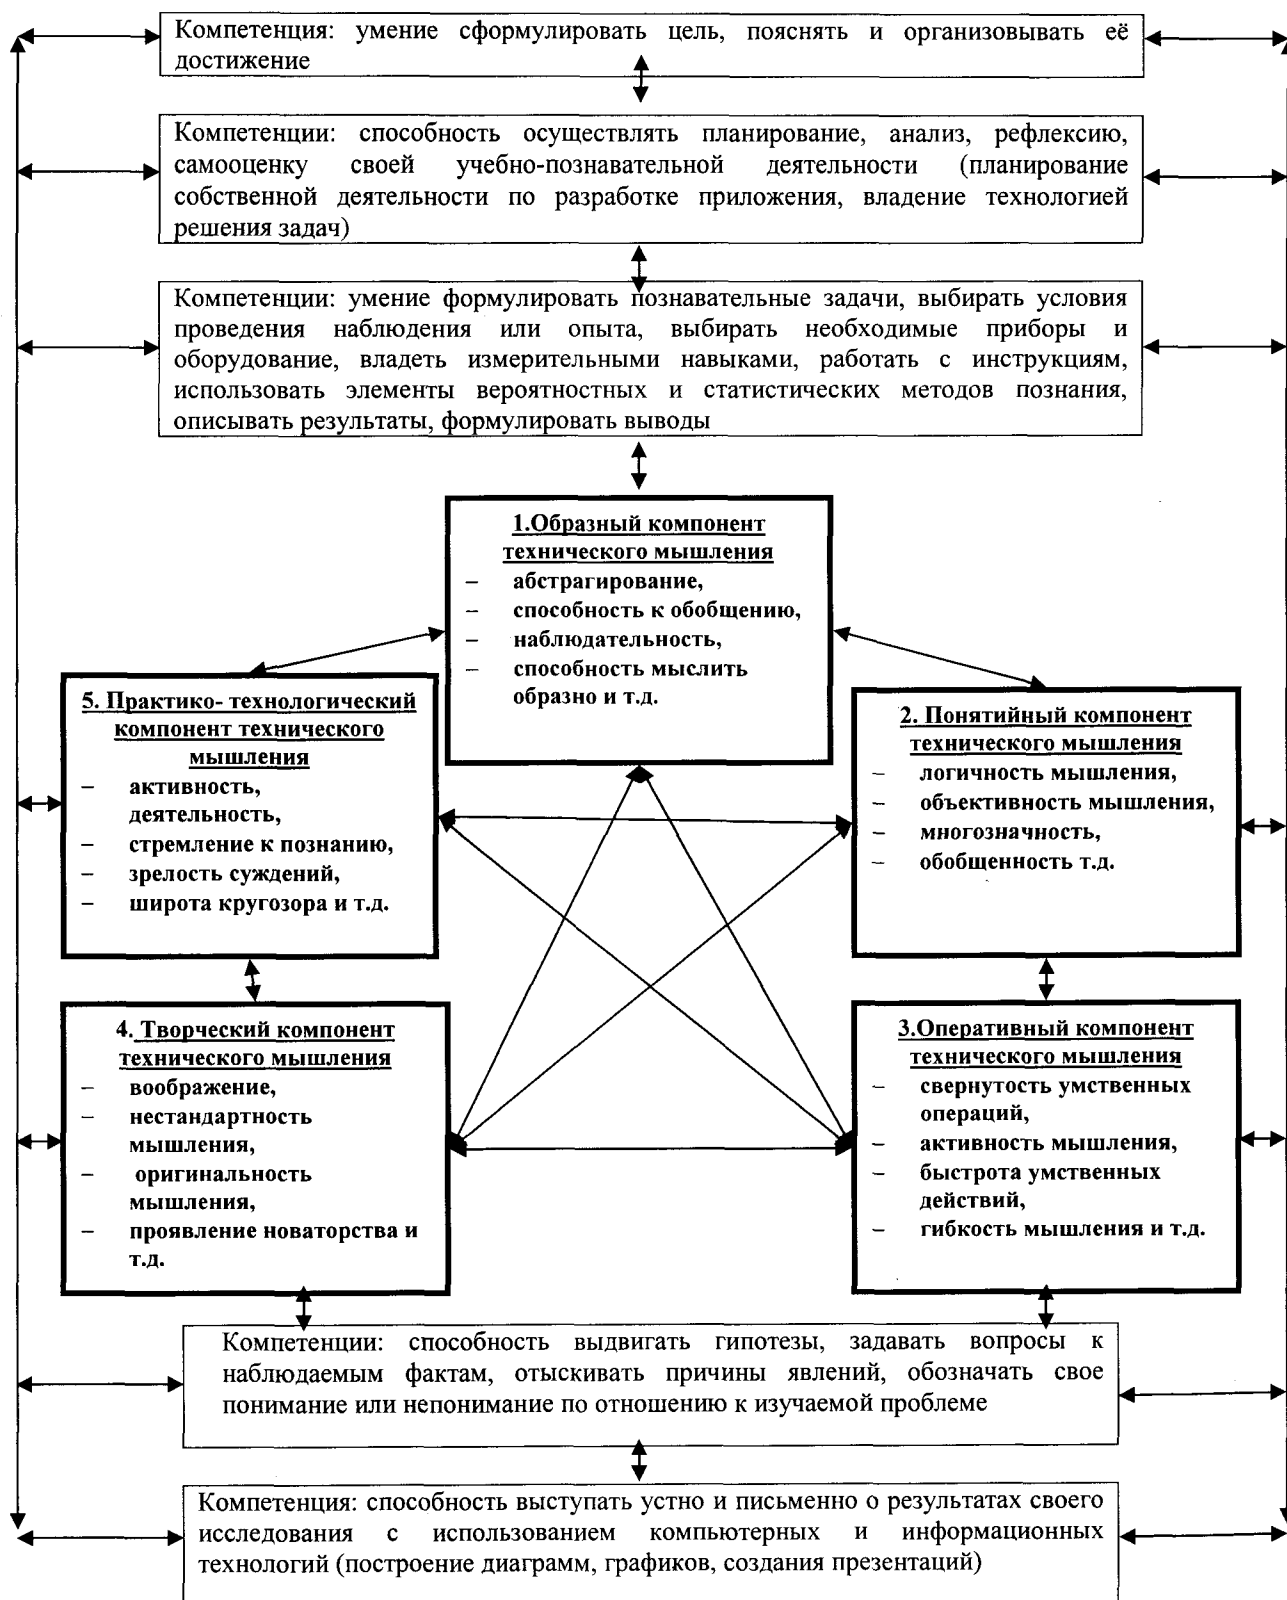 Компетенция: умение сформулировать цель, пояснять и организовывать её
достижение
Компетенции: способность осуществлять планирование, анализ, рефлексию,
самооценку своей учебно-познавательной деятельности (планирование
собственной деятельности по разработке приложения, владение технологией
решения задач)
Компетенции: умение формулировать познавательные задачи, выбирать условия
проведения наблюдения или опыта, выбирать необходимые приборы и
оборудование, владеть измерительными навыками, работать с инструкциям,
использовать элементы вероятностных и статистических методов познания,
описывать результаты, формулировать выводы
1.Образный компонент
технического мышления
– абстрагирование,
– способность к обобщению,
– наблюдательность,
– способность мыслить
образно и т.д.
5. Практико- технологический
компонент технического
мышления
– активность,
деятельность,
– стремление к познанию,
– зрелость суждений,
– широта кругозора и т.д.
2. Понятийный компонент
технического мышления
– логичность мышления,
– объективность мышления,
– многозначность,
– обобщенность т.д.
4. Творческий компонент
технического мышления
– воображение,
– нестандартность
мышления,
– оригинальность
мышления,
– проявление новаторства и
т.д.
3.Оперативный компонент
технического мышления
– свернутость умственных
операций,
– активность мышления,
– быстрота умственных
действий,
– гибкость мышления и т.д.
Компетенции: способность выдвигать гипотезы, задавать вопросы к
наблюдаемым фактам, отыскивать причины явлений, обозначать свое
понимание или непонимание по отношению к изучаемой проблеме
Компетенция: способность выступать устно и письменно о результатах своего
исследования с использованием компьютерных и информационных
технологий (построение диаграмм, графиков, создания презентаций)